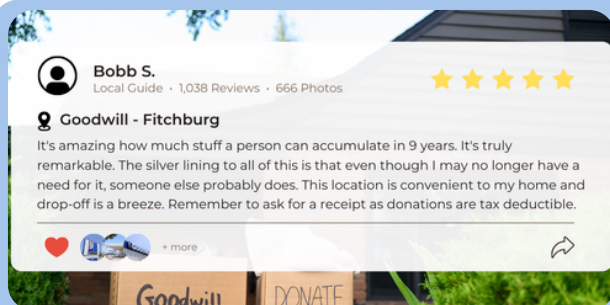 Bobb S.
Local Guide • 1,038 Reviews • 666 Photos
Goodwill - Fitchburg
It's amazing how much stuff a person can accumulate in 9 years. It's truly
remarkable. The silver lining to all of this is that even though I may no longer have a
need for it, someone else probably does. This location is convenient to my home and
drop-off is a breeze. Remember to ask for a receipt as donations are tax deductible.
+ more
Goodwill
DONATE